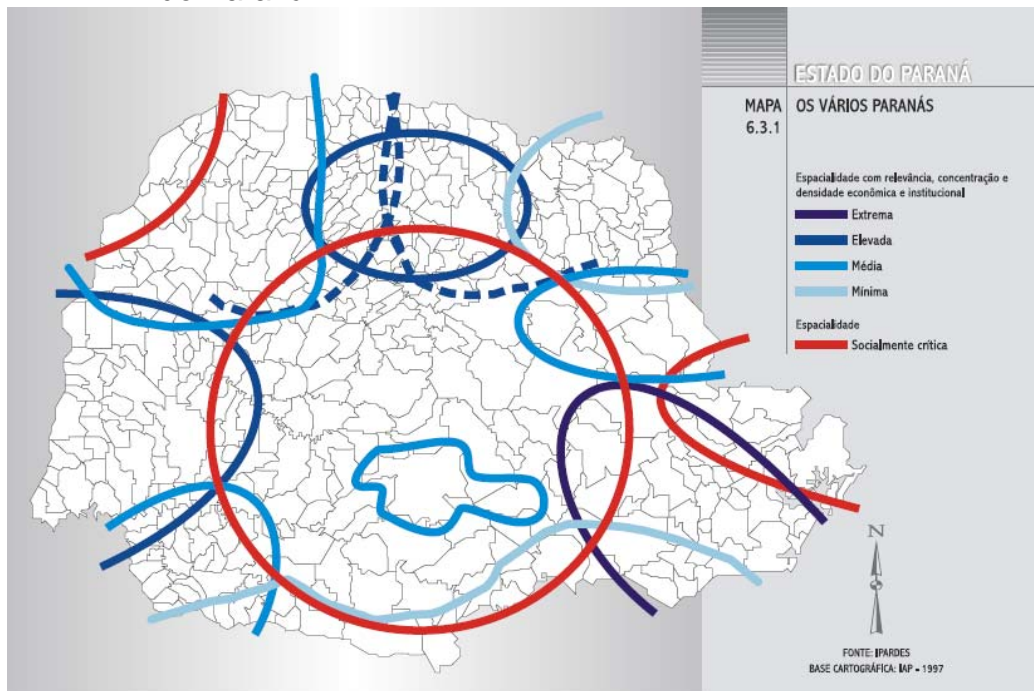 ESTADO DO PARANÁ
MAPA
6.3.1
OS VÁRIOS PARANÁS
Espacialidade com relevância, concentração e
densidade econômica e institucional
Extrema
Elevada
Média
Mínima
Espacialidade
Socialmente crítica
N
FONTE: IPARDES
BASE CARTOGRÁFICA: IAP - 1997